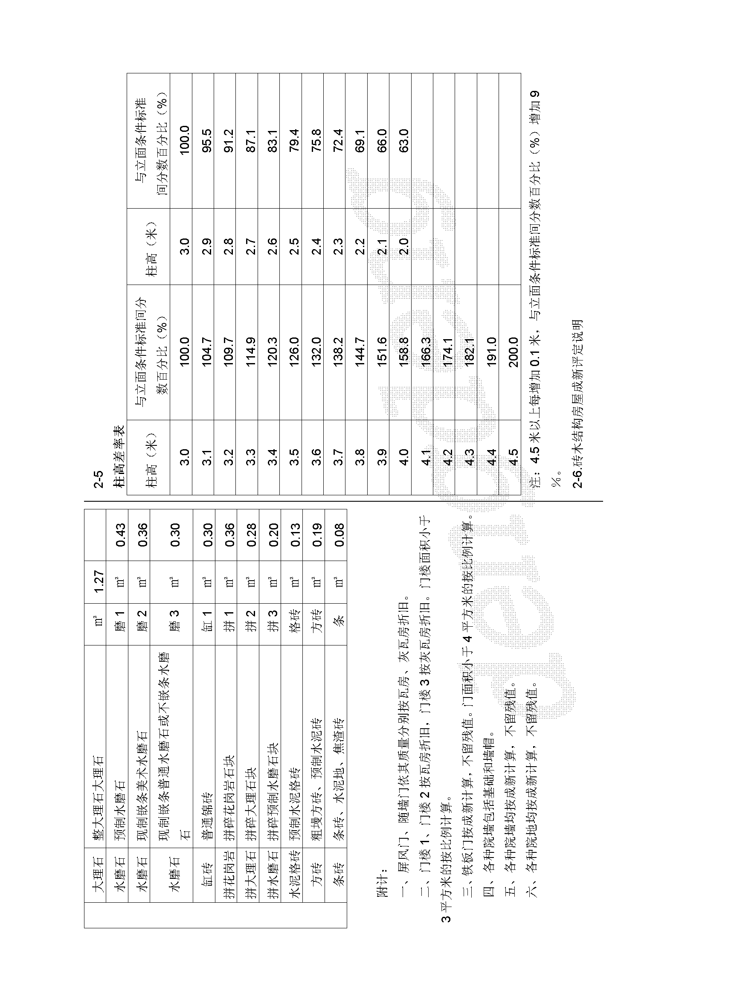 大理石 整大理石大理石 ㎡ 1.27
水磨石 预制水磨石 磨1 ㎡ 0.43
水磨石 现制嵌条美术水磨石 磨2 ㎡ 0.36
水磨石 现制嵌条普通水磨石或不嵌条水磨 磨3 ㎡ 0.30
石
缸砖 普通锦砖 缸1 ㎡ 0.30
拼花岗岩 拼碎花岗岩石块 拼1 ㎡ 0.36
拼大理石 拼碎大理石块 拼2 ㎡ 0.28
拼水磨石 拼碎预制水磨石块 拼3 ㎡ 0.20
水泥格砖 预制水泥格砖 格砖 ㎡ 0.13
方砖 粗墁方砖、预制水泥砖 方砖 ㎡ 0.19
条砖 条砖、水泥地、焦渣砖 条 ㎡ 0.08
附计：
一、屏风门、随墙门依其质量分别按瓦房、灰瓦房折旧。
二、门楼1、门楼2按瓦房折旧，门楼3按灰瓦房折旧。门楼面积小于
3平方米的按比例计算。
三、铁板门按成新计算，不留残值。门面积小于4平方米的按比例计算。
四、各种院墙包括基础和墙帽。
五、各种院墙均按成新计算，不留残值。
六、各种院地均按成新计算，不留残值。
2-5
柱高差率表
柱高（米） 与立面条件标准间分 柱高（米） 与立面条件标准
数百分比（%） 间分数百分比（%）
3.0 100.0 3.0 100.0
3.1 104.7 2.9 95.5
3.2 109.7 2.8 91.2
3.3 114.9 2.7 87.1
3.4 120.3 2.6 83.1
3.5 126.0 2.5 79.4
3.6 132.0 2.4 75.8
3.7 138.2 2.3 72.4
3.8 144.7 2.2 69.1
3.9 151.6 2.1 66.0
4.0 158.8 2.0 63.0
4.1 166.3
4.2 174.1
4.3 182.1
4.4 191.0
4.5 200.0
注：4.5米以上每增加0.1米，与立面条件标准间分数百分比（%）增加9
%。
2-6.砖木结构房屋成新评定说明